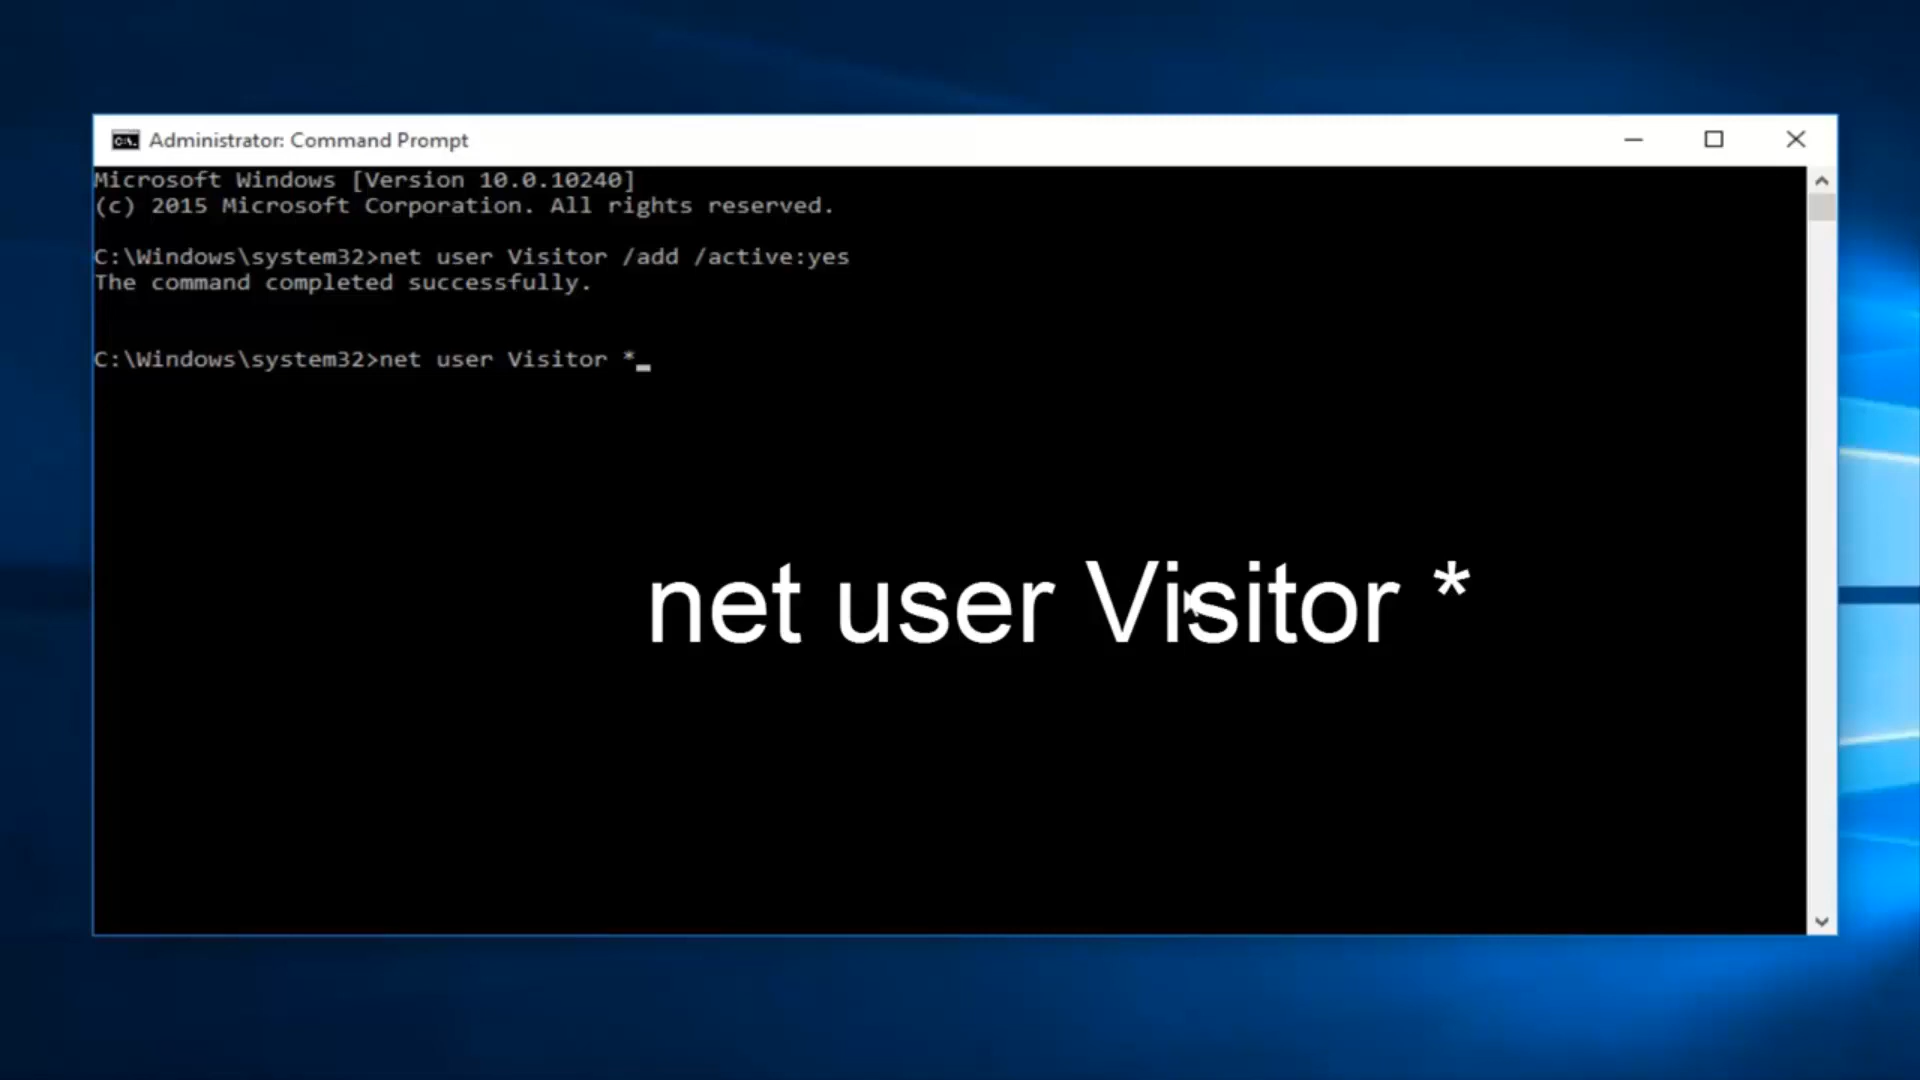 Administrator: Command Prompt
Microsoft Windows [Version 10.0.10240]
(c) 2015 Microsoft Corporation. All rights reserved.
C:\Windows\system32>net user Visitor /add /active:yes
The command completed successfully.
C:\Windows\system32>net user Visitor *
net user Visitor *